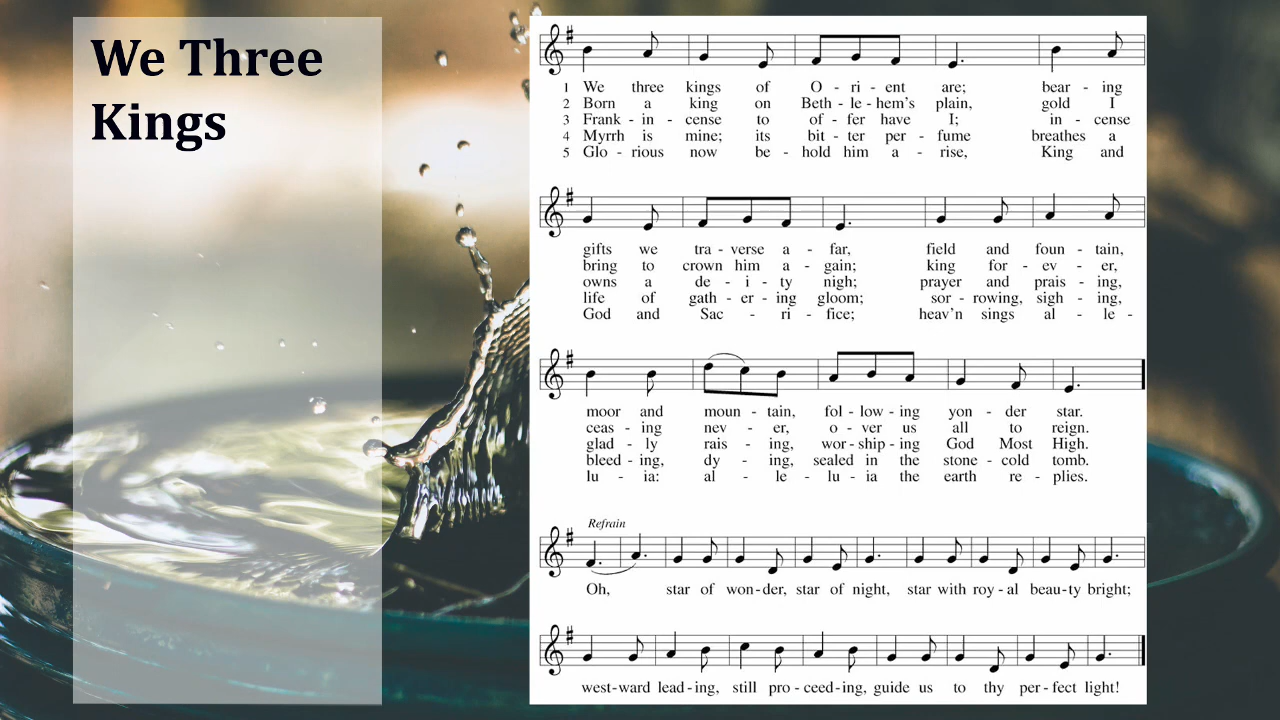 We Three
Kings
1 We three kings of O - ri - ent are; bear - ing
2 Born a king on Beth - le - hem's plain, gold I
3 Frank - in - cense to of - fer have I; in - cense
4 Myrrh is mine; its bit - ter per - fume breathes a
5 Glo - rious now be - hold him a - rise, King and
gifts we tra - verse a - far, field and foun - tain,
bring to crown him a - gain; king for - ev - er,
owns a de - i - ty nigh; prayer and prais - ing,
life of gath - er - ing gloom; sor - rowing, sigh - ing,
God and Sac - ri - fice; heav'n sings al - le -
moor and moun - tain, fol - low - ing yon - der star.
ceas - ing nev - er, o - ver us all to reign.
glad - ly rais - ing, wor - ship - ing God Most High.
bleed - ing, dy - ing, sealed in the stone - cold tomb.
lu - ia: al - le - lu - ia the earth re - plies.
Refrain
Oh, star of won - der, star of night, star with roy - al beau - ty bright;
west - ward lead - ing, still pro - ceed - ing, guide us to thy per - fect light!